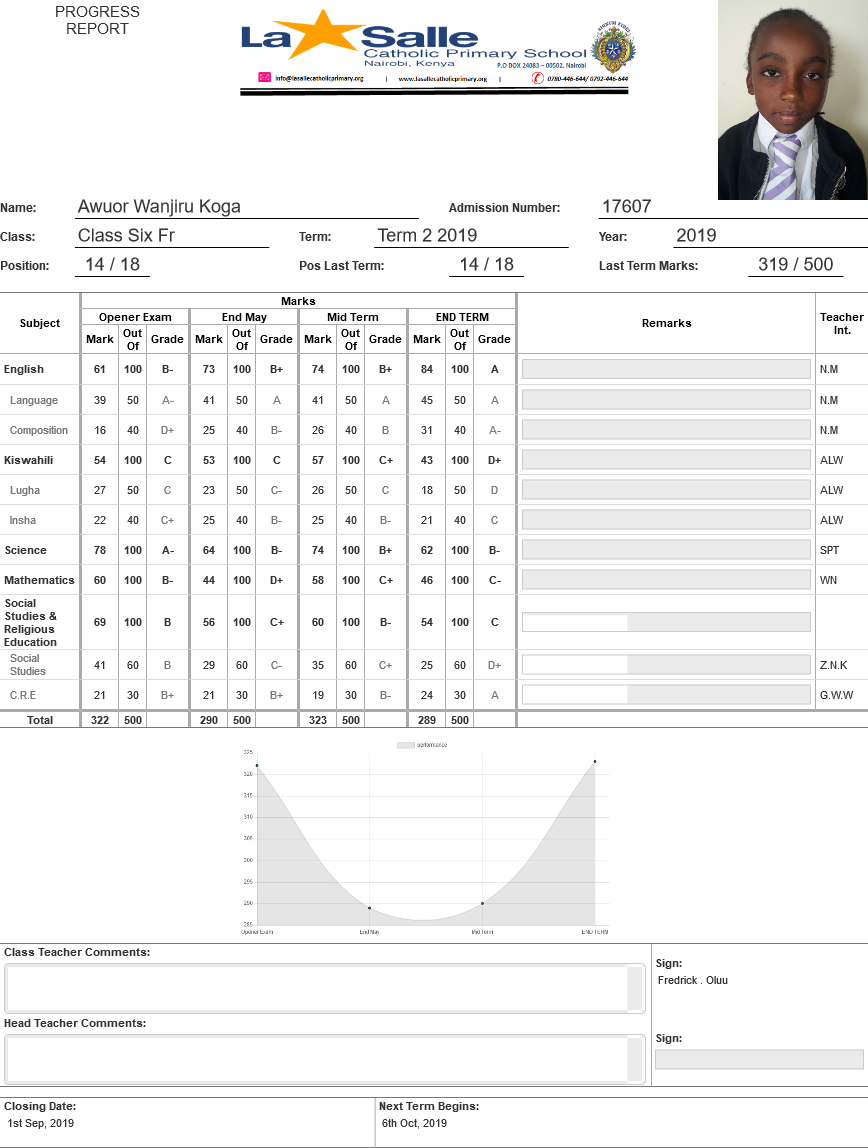 PROGRESS
REPORT
La Salle
Catholic Primary School
Nairobi, Kenya
P.O BOX 24083 – 00502, Nairobi
info@lasallecatholicprimary.org | www.lasallecatholicprimary.org | 0780-446-644/ 0792-446-644
Name: Awuor Wanjiru Koga Admission Number: 17607
Class: Class Six Fr Term: Term 2 2019 Year: 2019
Position: 14 / 18 Pos Last Term: 14 / 18 Last Term Marks: 319 / 500
Subject Marks Remarks Teacher Int.
Opener Exam End May Mid Term END TERM
Mark Out Of Grade Mark Out Of Grade Mark Out Of Grade Mark Out Of Grade
English 61 100 B- 73 100 B+ 74 100 B+ 84 100 A N.M
Language 39 50 A- 41 50 A 41 50 A 45 50 A N.M
Composition 16 40 D+ 25 40 B- 26 40 B 31 40 A- N.M
Kiswahili 54 100 C 53 100 C 57 100 C+ 43 100 D+ ALW
Lugha 27 50 C 23 50 C- 26 50 C 18 50 D ALW
Insha 22 40 C+ 25 40 B- 25 40 B- 21 40 C ALW
Science 78 100 A- 64 100 B- 74 100 B+ 62 100 B- SPT
Mathematics 60 100 B- 44 100 D+ 58 100 C+ 46 100 C- WN
Social Studies & Religious Education 69 100 B 56 100 C+ 60 100 B- 54 100 C
Social Studies 41 60 B 29 60 C- 35 60 C+ 25 60 D+ Z.N.K
C.R.E 21 30 B+ 21 30 B+ 19 30 B- 24 30 A G.W.W
Total 322 500 290 500 323 500 289 500
performance
325
320
315
310
305
300
295
290
285
Opener Exam End May Mid Term END TERM
Class Teacher Comments:
Sign:
Fredrick . Oluu
Head Teacher Comments:
Sign:
Closing Date: Next Term Begins:
1st Sep, 2019 6th Oct, 2019